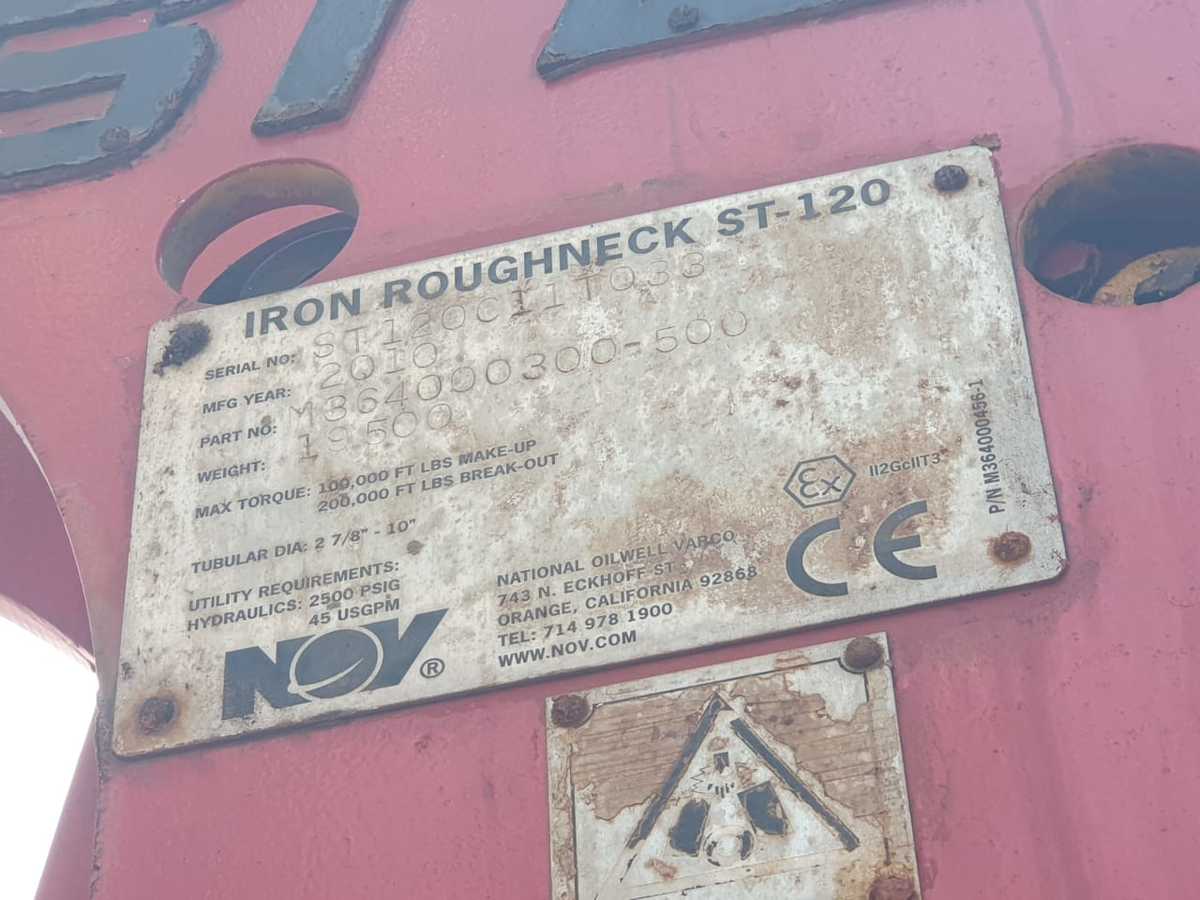 IRON ROUGHNECK ST-120
SERIAL NO: ST120CI1T033
MFG YEAR: 2010
PART NO: M364000300-500
WEIGHT: 19500
MAX TORQUE: 100,000 FT LBS MAKE-UP
200,000 FT LBS BREAK-OUT
TUBULAR DIA: 2 7/8" - 10"
UTILITY REQUIREMENTS:
HYDRAULICS: 2500 PSIG
45 USGPM
NOV®
NATIONAL OILWELL VARCO
743 N. ECKHOFF ST
ORANGE, CALIFORNIA 92868
TEL: 714 978 1900
WWW.NOV.COM
Ex II2GcIIT3
CE
P/N M364000456-1